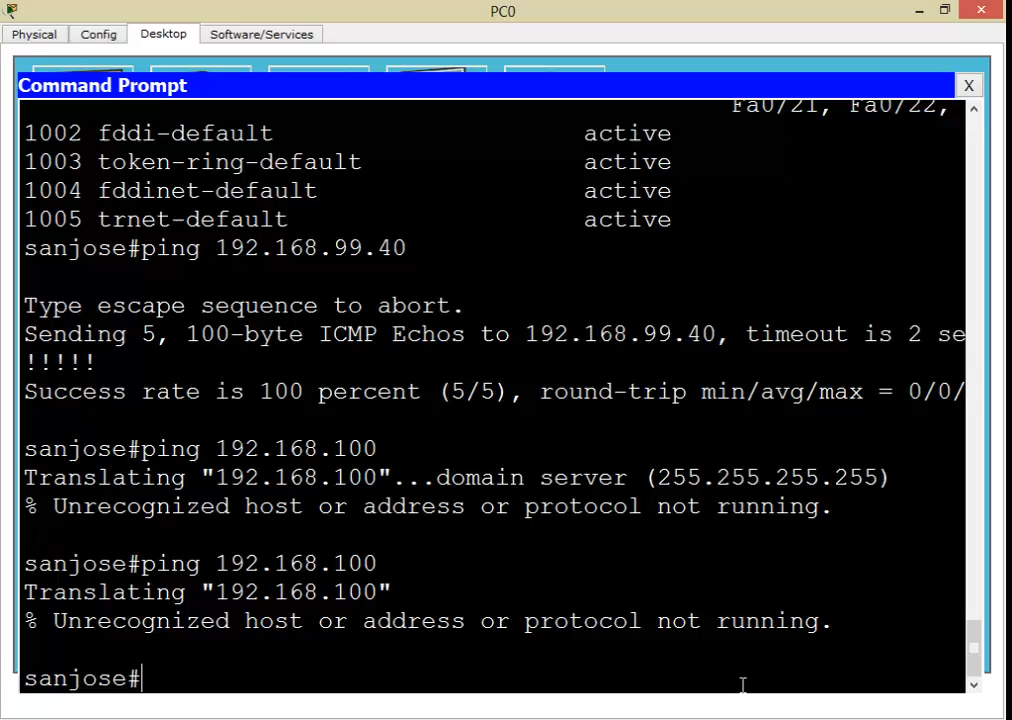 PC0
Physical Config Desktop Software/Services
Command Prompt X
Fa0/21, Fa0/22,
1002 fddi-default active
1003 token-ring-default active
1004 fddinet-default active
1005 trnet-default active
sanjose#ping 192.168.99.40
Type escape sequence to abort.
Sending 5, 100-byte ICMP Echos to 192.168.99.40, timeout is 2 se
!!!!!
Success rate is 100 percent (5/5), round-trip min/avg/max = 0/0/
sanjose#ping 192.168.100
Translating "192.168.100"...domain server (255.255.255.255)
% Unrecognized host or address or protocol not running.
sanjose#ping 192.168.100
Translating "192.168.100"
% Unrecognized host or address or protocol not running.
sanjose#